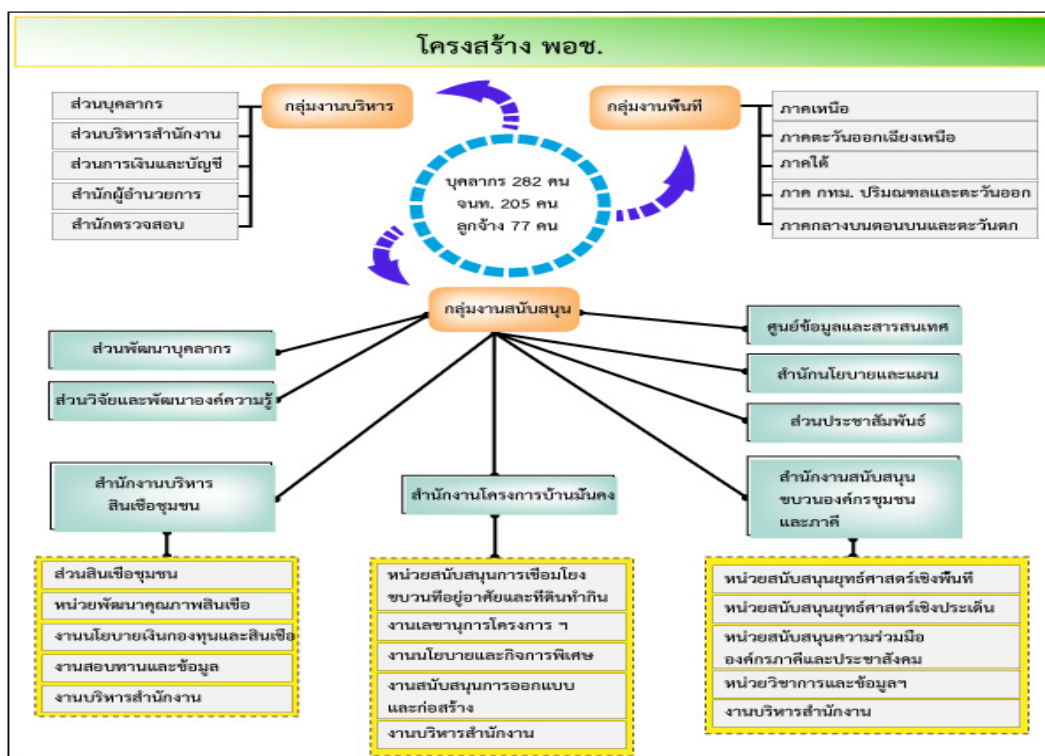 โครงสร้าง พอช.
กลุ่มงานบริหาร
ส่วนบุคลากร
ส่วนบริหารสำนักงาน
ส่วนการเงินและบัญชี
สำนักผู้อำนวยการ
สำนักตรวจสอบ
กลุ่มงานพื้นที่
ภาคเหนือ
ภาคตะวันออกเฉียงเหนือ
ภาคใต้
ภาค กทม. ปริมณฑลและตะวันออก
ภาคกลางบนตอนบนและตะวันตก
บุคลากร 282 คน
จนท. 205 คน
ลูกจ้าง 77 คน
กลุ่มงานสนับสนุน
ส่วนพัฒนาบุคลากร
ส่วนวิจัยและพัฒนาองค์ความรู้
ศูนย์ข้อมูลและสารสนเทศ
สำนักนโยบายและแผน
ส่วนประชาสัมพันธ์
สำนักงานบริหาร
สินเชื่อชุมชน
ส่วนสินเชื่อชุมชน
หน่วยพัฒนาคุณภาพสินเชื่อ
งานนโยบายเงินกองทุนและสินเชื่อ
งานสอบทานและข้อมูล
งานบริหารสำนักงาน
สำนักงานโครงการบ้านมั่นคง
หน่วยสนับสนุนการเชื่อมโยง
ขบวนที่อยู่อาศัยและที่ดินทำกิน
งานเลขานุการโครงการ ฯ
งานนโยบายและกิจการพิเศษ
งานสนับสนุนการออกแบบ
และก่อสร้าง
งานบริหารสำนักงาน
สำนักงานสนับสนุน
ขบวนองค์กรชุมชน
และภาคี
หน่วยสนับสนุนยุทธศาสตร์เชิงพื้นที่
หน่วยสนับสนุนยุทธศาสตร์เชิงประเด็น
หน่วยสนับสนุนความร่วมมือ
องค์กรภาคีและประชาสังคม
หน่วยวิชาการและข้อมูลฯ
งานบริหารสำนักงาน